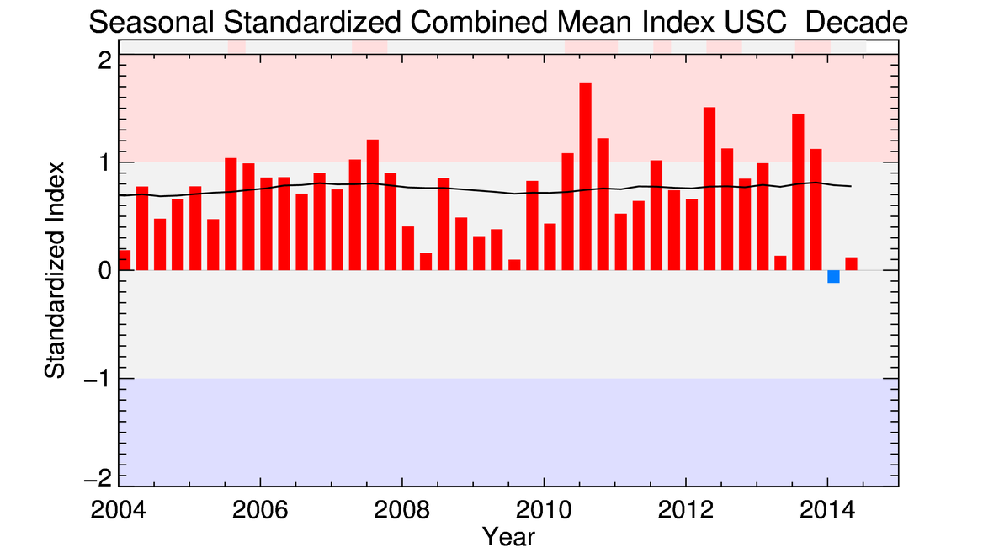 Seasonal Standardized Combined Mean Index USC  Decade
2
1
0
−1
−2
Standardized Index
2004 2006 2008 2010 2012 2014
Year